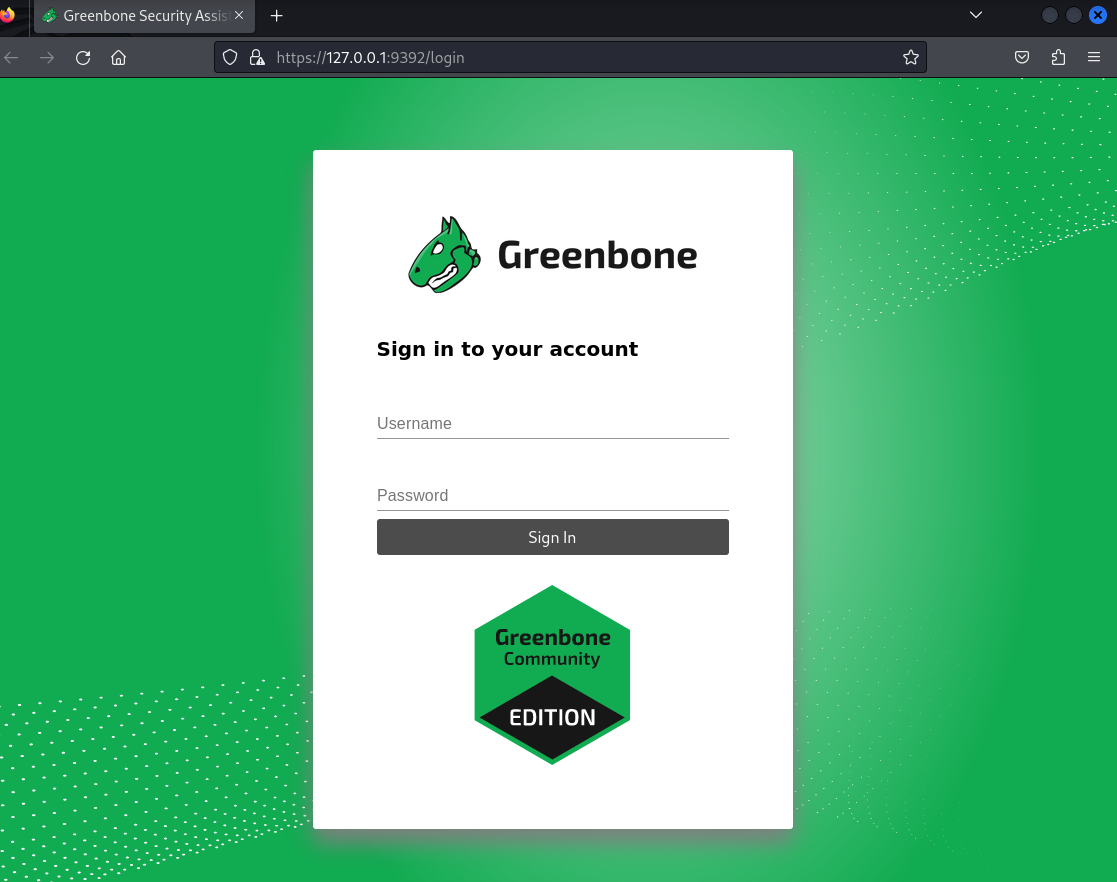 Greenbone Security Assis
https://127.0.0.1:9392/login
Greenbone
Sign in to your account
Username
Password
Sign In
Greenbone
Community
EDITION